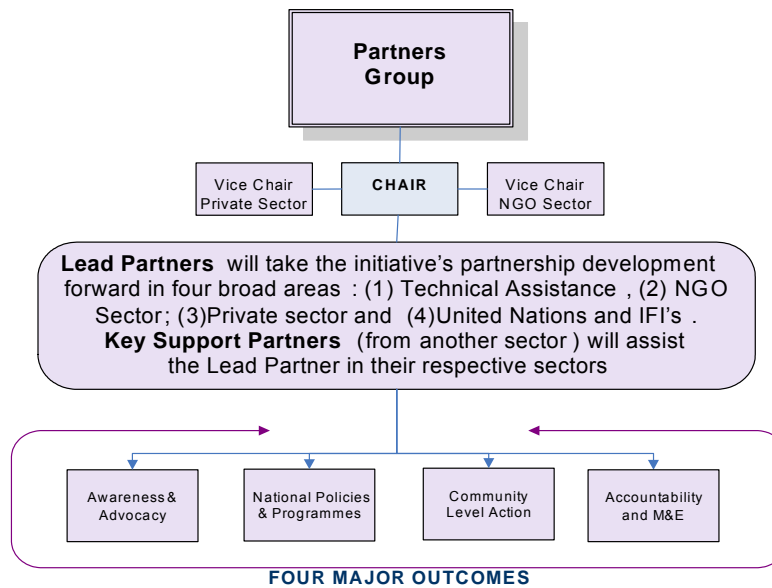 Partners
Group
Vice Chair
Private Sector
CHAIR
Vice Chair
NGO Sector
Lead Partners will take the initiative's partnership development
forward in four broad areas : (1) Technical Assistance , (2) NGO
Sector; (3)Private sector and (4)United Nations and IFI's .
Key Support Partners (from another sector ) will assist
the Lead Partner in their respective sectors
Awareness &
Advocacy
National Policies
& Programmes
Community
Level Action
Accountability
and M&E
FOUR MAJOR OUTCOMES